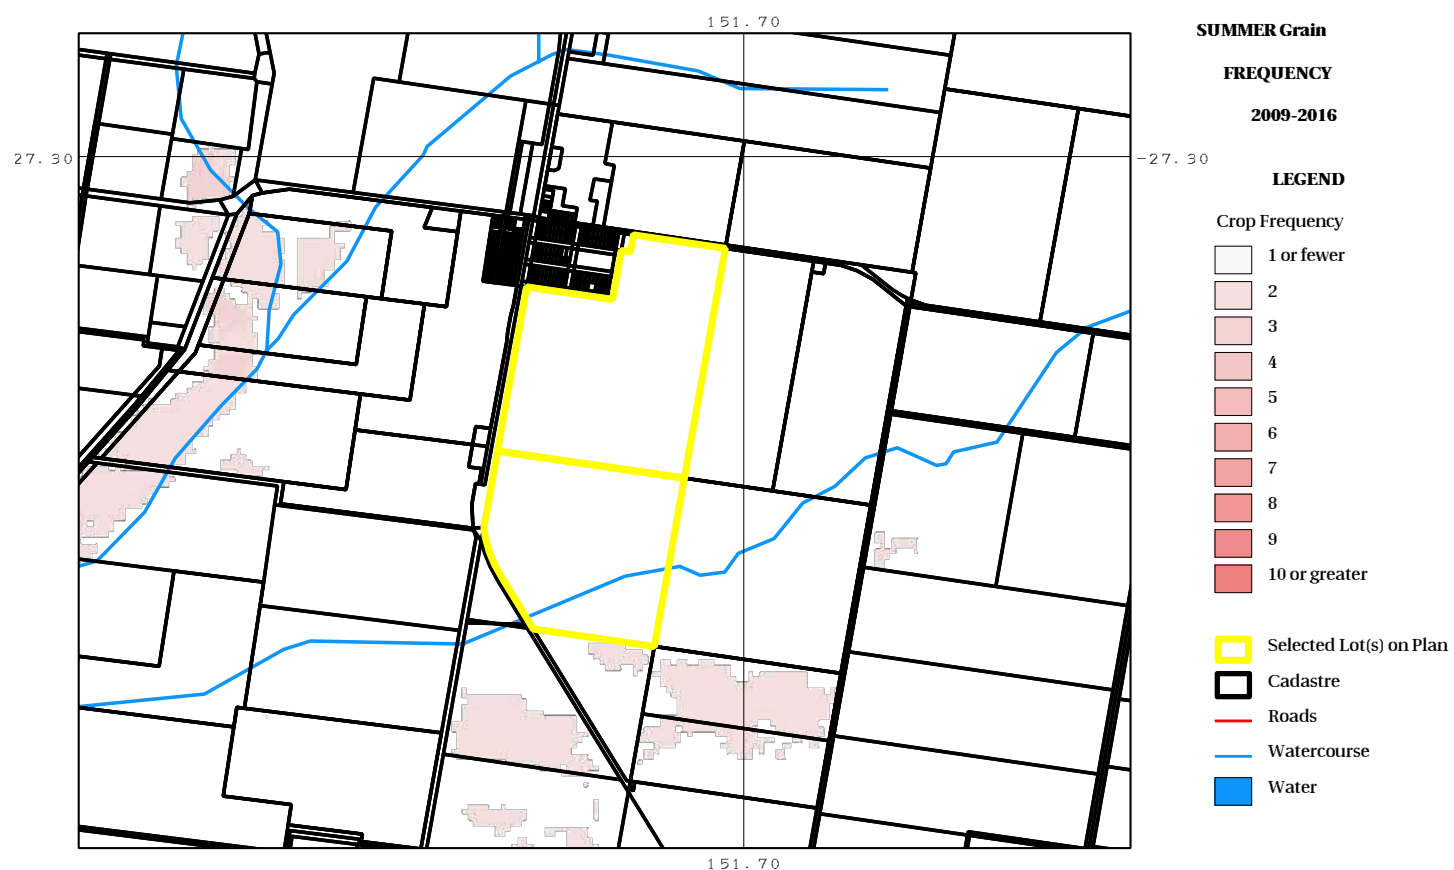 151.70
SUMMER Grain
FREQUENCY
2009-2016
27.30
-27.30
LEGEND
Crop Frequency
1 or fewer
2
3
4
5
6
7
8
9
10 or greater
Selected Lot(s) on Plan
Cadastre
Roads
Watercourse
Water
151.70